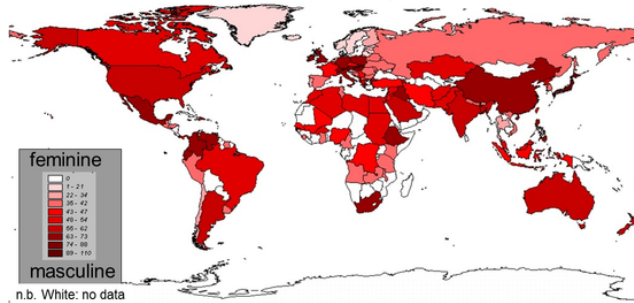 feminine
0
1 - 21
22 - 34
35 - 42
43 - 47
48 - 54
55 - 62
63 - 73
74 - 88
89 - 110
masculine
n.b. White: no data